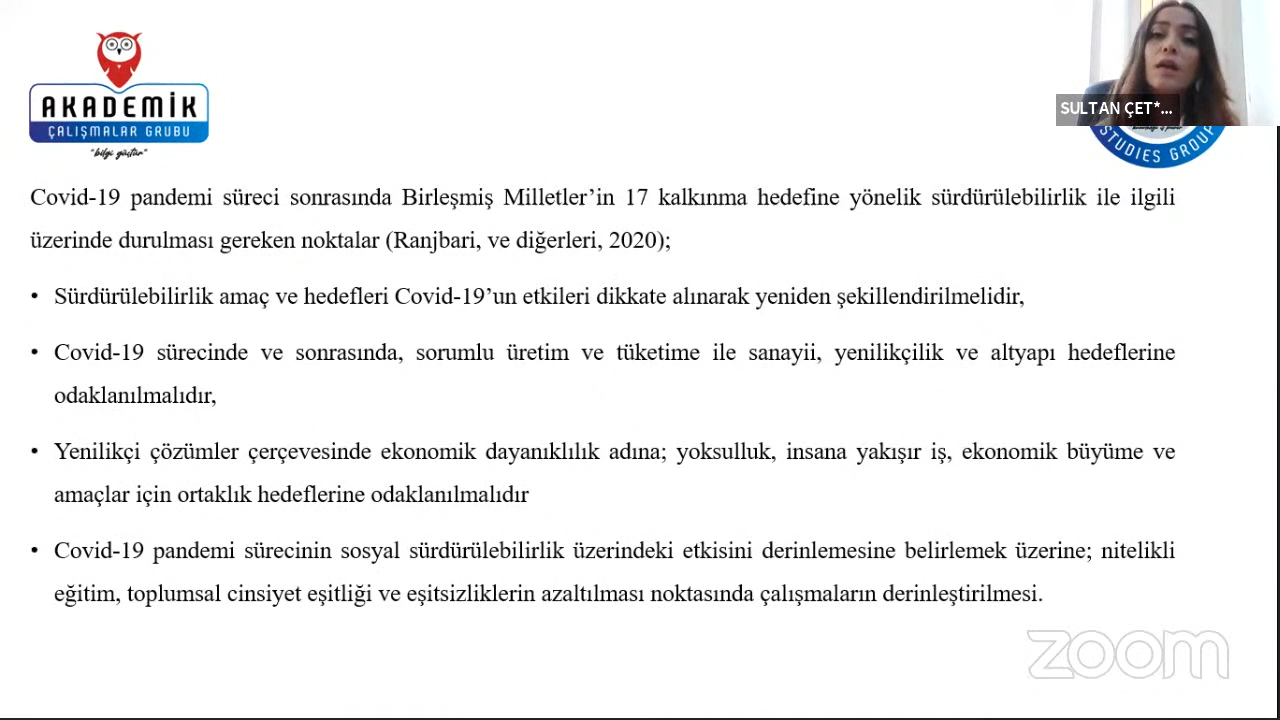 AKADEMİK
ÇALIŞMALAR GRUBU
"bilgi güçtür"
SULTAN ÇET*...
STUDIES GROUP
Covid-19 pandemi süreci sonrasında Birleşmiş Milletler’in 17 kalkınma hedefine yönelik sürdürülebilirlik ile ilgili
üzerinde durulması gereken noktalar (Ranjbari, ve diğerleri, 2020);
• Sürdürülebilirlik amaç ve hedefleri Covid-19’un etkileri dikkate alınarak yeniden şekillendirilmelidir,
• Covid-19 sürecinde ve sonrasında, sorumlu üretim ve tüketime ile sanayii, yenilikçilik ve altyapı hedeflerine
odaklanılmalıdır,
• Yenilikçi çözümler çerçevesinde ekonomik dayanıklılık adına; yoksulluk, insana yakışır iş, ekonomik büyüme ve
amaçlar için ortaklık hedeflerine odaklanılmalıdır
• Covid-19 pandemi sürecinin sosyal sürdürülebilirlik üzerindeki etkisini derinlemesine belirlemek üzerine; nitelikli
eğitim, toplumsal cinsiyet eşitliği ve eşitsizliklerin azaltılması noktasında çalışmaların derinleştirilmesi.
zoom